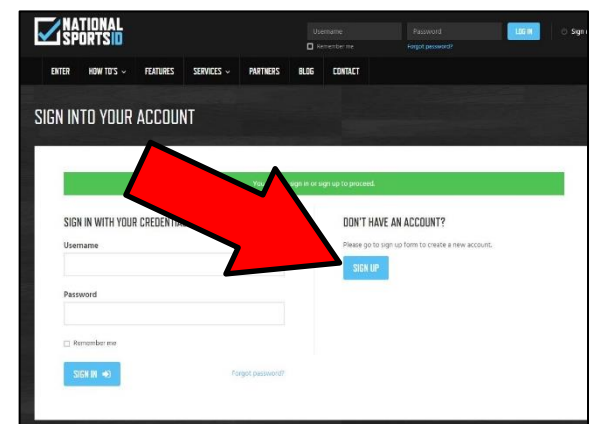 NATIONAL
SPORTSID
Username
Password
LOG IN
Sign
Remember me
Forgot password?
ENTER HOW TO'S FEATURES SERVICES PARTNERS BLOG CONTACT
SIGN INTO YOUR ACCOUNT
sign in or sign up to proceed.
SIGN IN WITH YOUR
DON'T HAVE AN ACCOUNT?
Username
Please go to sign up form to create a new account.
SIGN UP
Password
Remember me
SIGN IN
Forgot password?